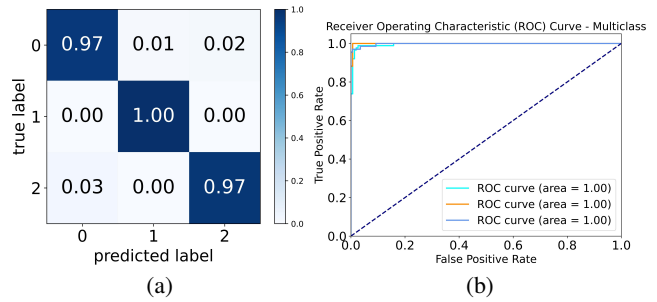 true label
0
1
2
0.97 0.01 0.02
0.00 1.00 0.00
0.03 0.00 0.97
0 1 2
predicted label
1.0
0.8
0.6
0.4
0.2
0.0
(a)
Receiver Operating Characteristic (ROC) Curve - Multiclass
True Positive Rate
1.0
0.8
0.6
0.4
0.2
0.0
ROC curve (area = 1.00)
ROC curve (area = 1.00)
ROC curve (area = 1.00)
0.0 0.2 0.4 0.6 0.8 1.0
False Positive Rate
(b)